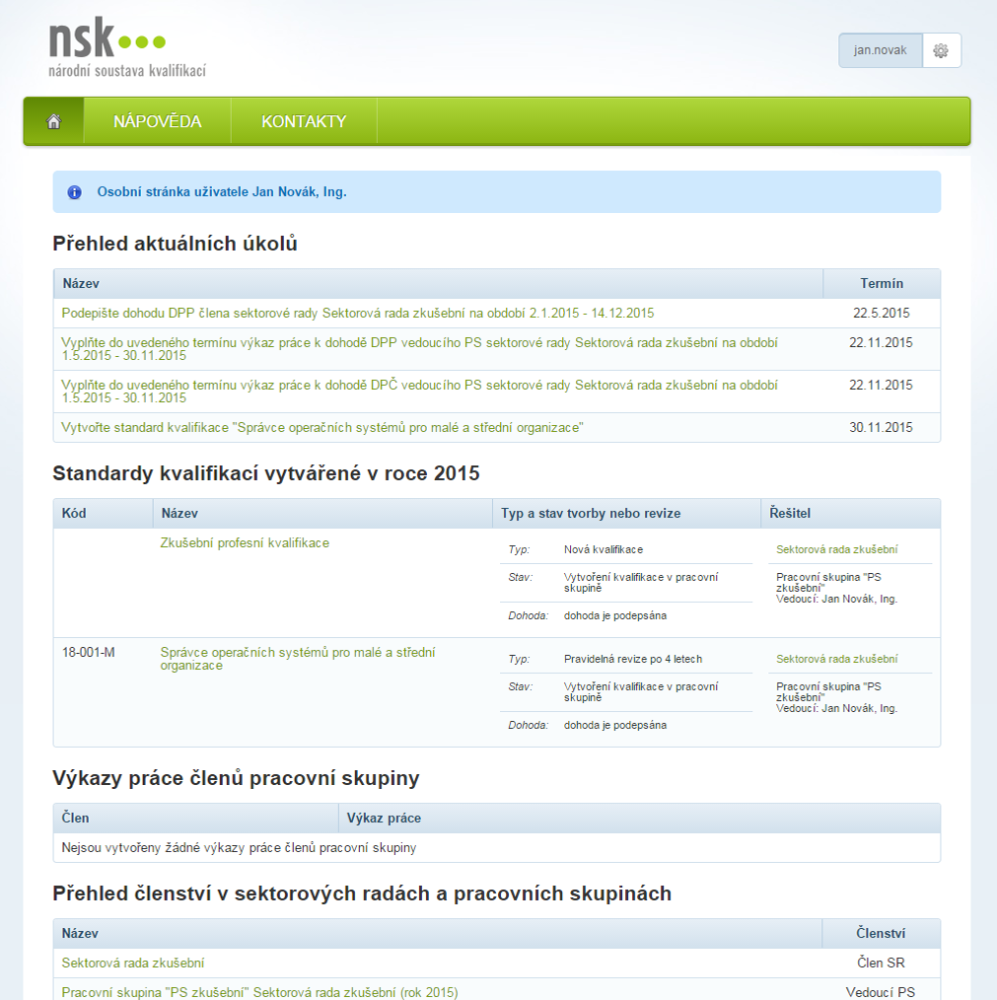 nsk
národní soustava kvalifikací
jan.novak
NÁPOVĚDA
KONTAKTY
Osobní stránka uživatele Jan Novák, Ing.
Přehled aktuálních úkolů
Název
Termín
Podepište dohodu DPP člena sektorové rady Sektorová rada zkušební na období 2.1.2015 - 14.12.2015
22.5.2015
Vyplňte do uvedeného termínu výkaz práce k dohodě DPP vedoucího PS sektorové rady Sektorová rada zkušební na období
1.5.2015 - 30.11.2015
22.11.2015
Vyplňte do uvedeného termínu výkaz práce k dohodě DPČ vedoucího PS sektorové rady Sektorová rada zkušební na období
1.5.2015 - 30.11.2015
22.11.2015
Vytvořte standard kvalifikace "Správce operačních systémů pro malé a střední organizace"
30.11.2015
Standardy kvalifikací vytvářené v roce 2015
Kód
Název
Typ a stav tvorby nebo revize
Řešitel
Zkušební profesní kvalifikace
Typ:
Nová kvalifikace
Stav:
Vytvoření kvalifikace v pracovní
skupině
Dohoda:
dohoda je podepsána
Sektorová rada zkušební
Pracovní skupina "PS
zkušební"
Vedoucí: Jan Novák, Ing.
18-001-M
Správce operačních systémů pro malé a střední
organizace
Typ:
Pravidelná revize po 4 letech
Stav:
Vytvoření kvalifikace v pracovní
skupině
Dohoda:
dohoda je podepsána
Sektorová rada zkušební
Pracovní skupina "PS
zkušební"
Vedoucí: Jan Novák, Ing.
Výkazy práce členů pracovní skupiny
Člen
Výkaz práce
Nejsou vytvořeny žádné výkazy práce členů pracovní skupiny
Přehled členství v sektorových radách a pracovních skupinách
Název
Členství
Sektorová rada zkušební
Člen SR
Pracovní skupina "PS zkušební" Sektorová rada zkušební (rok 2015)
Vedoucí PS